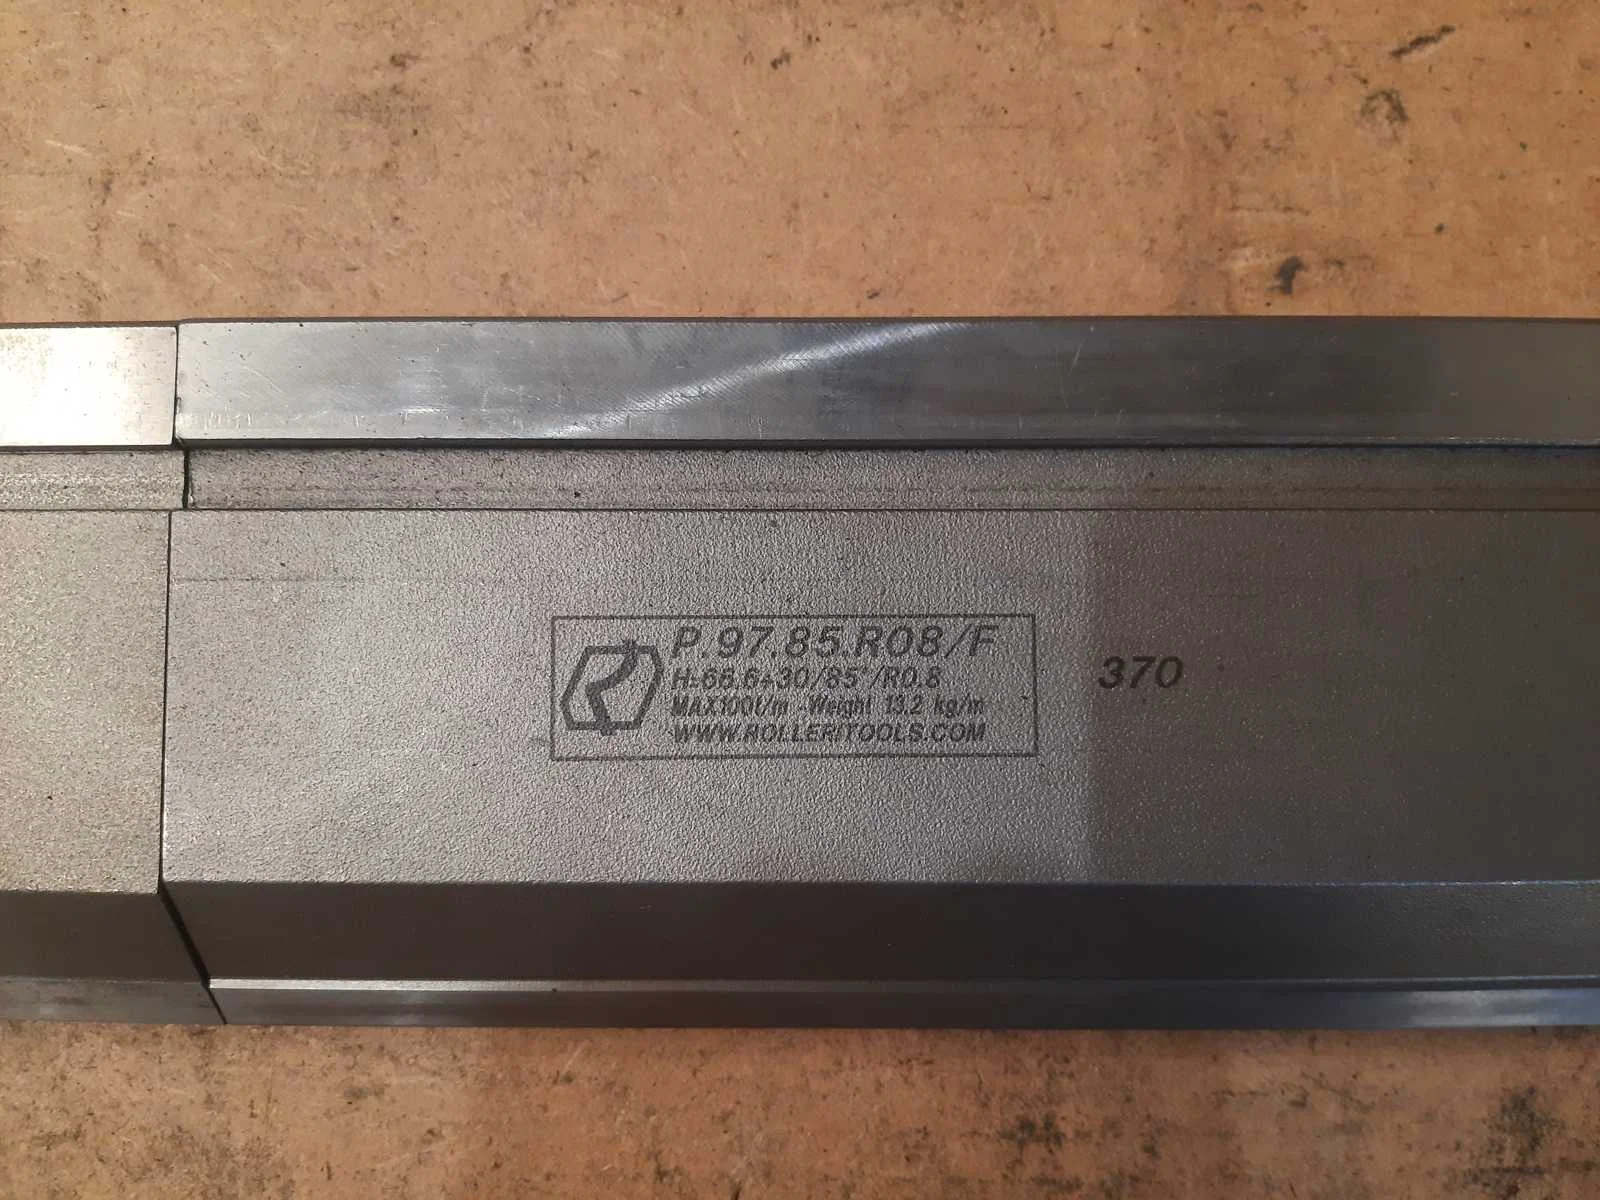 P.97.85.R08/F
H=66.6+30/85°/R0.8
MAX100t/m -Weight 13.2 kg/m
WWW.ROLLERITOOLS.COM
370